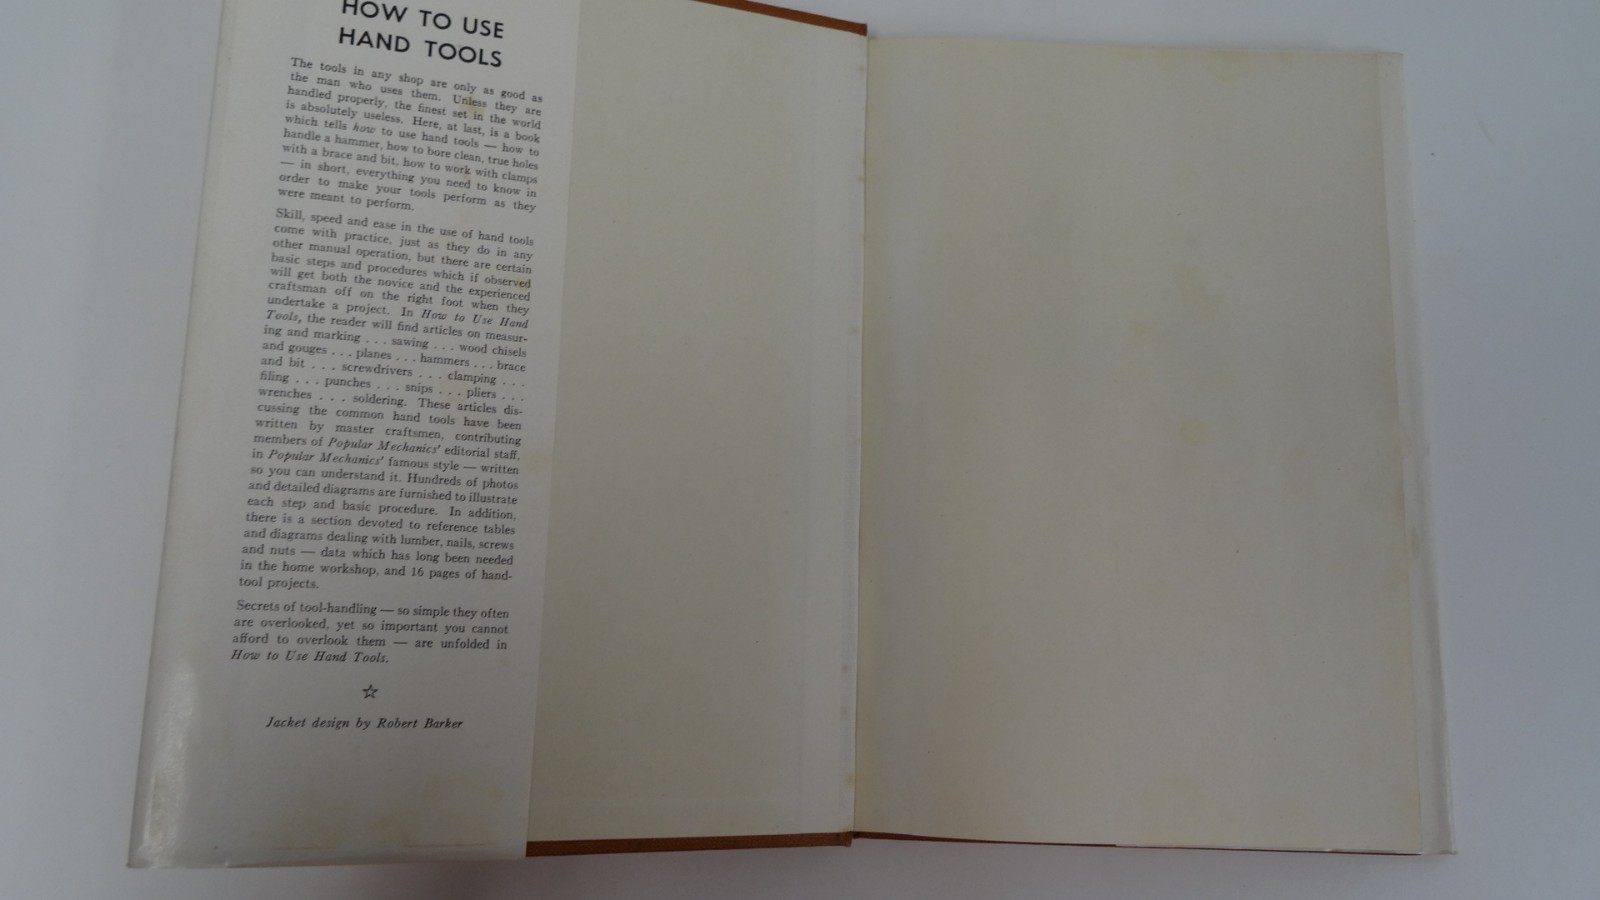 HOW TO USE
HAND TOOLS
The tools in any shop are only as good as
the man who uses them. Unless they are
handled properly, the finest set in the world
is absolutely useless. Here, at last, is a book
which tells how to use hand tools — how to
handle a hammer, how to bore clean, true holes
with a brace and bit, how to work with clamps
— in short, everything you need to know in
order to make your tools perform as they
were meant to perform.
Skill, speed and ease in the use of hand tools
come with practice, just as they do in any
other manual operation, but there are certain
basic steps and procedures which if observed
will get both the novice and the experienced
craftsman off on the right foot when they
undertake a project. In How to Use Hand
Tools, the reader will find articles on measur-
ing and marking . . . sawing . . . wood chisels
and gouges . . . planes . . . hammers . . . brace
and bit . . . screwdrivers . . . clamping . . .
filing . . . punches . . . snips . . . pliers . . .
wrenches . . . soldering. These articles dis-
cussing the common hand tools have been
written by master craftsmen, contributing
members of Popular Mechanics' editorial staff,
in Popular Mechanics' famous style — written
so you can understand it. Hundreds of photos
and detailed diagrams are furnished to illustrate
each step and basic procedure. In addition,
there is a section devoted to reference tables
and diagrams dealing with lumber, nails, screws
and nuts — data which has long been needed
in the home workshop, and 16 pages of hand-
tool projects.
Secrets of tool-handling — so simple they often
are overlooked, yet so important you cannot
afford to overlook them — are unfolded in
How to Use Hand Tools.
☆
Jacket design by Robert Barker